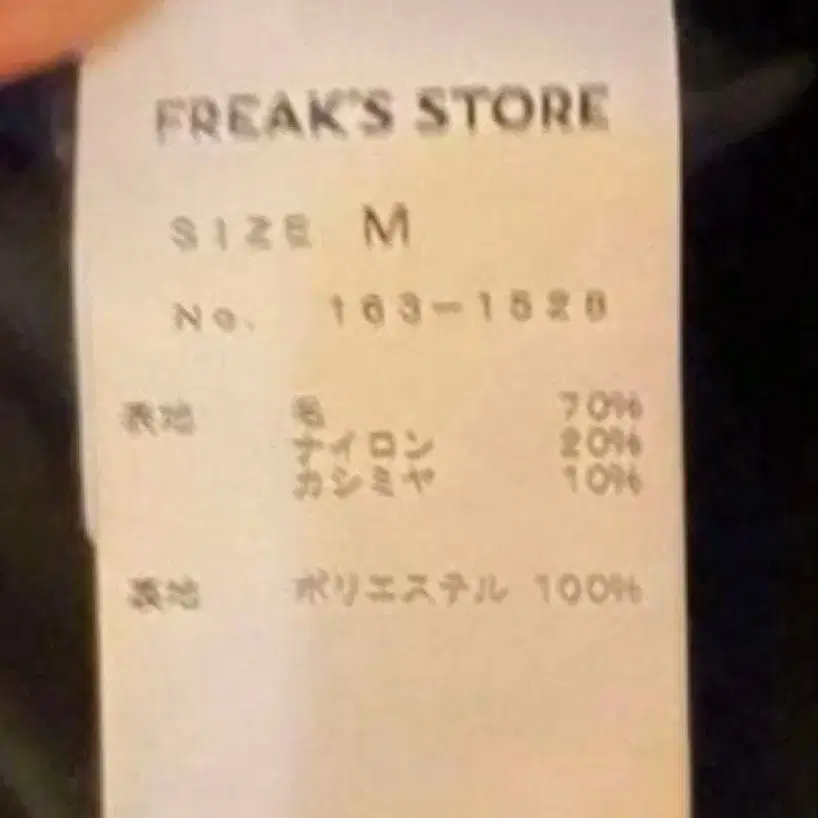 FREAK'S STORE
SIZE M
No. 163-1528
表地 毛 70%
ナイロン 20%
カシミヤ 10%
裏地 ポリエステル 100%